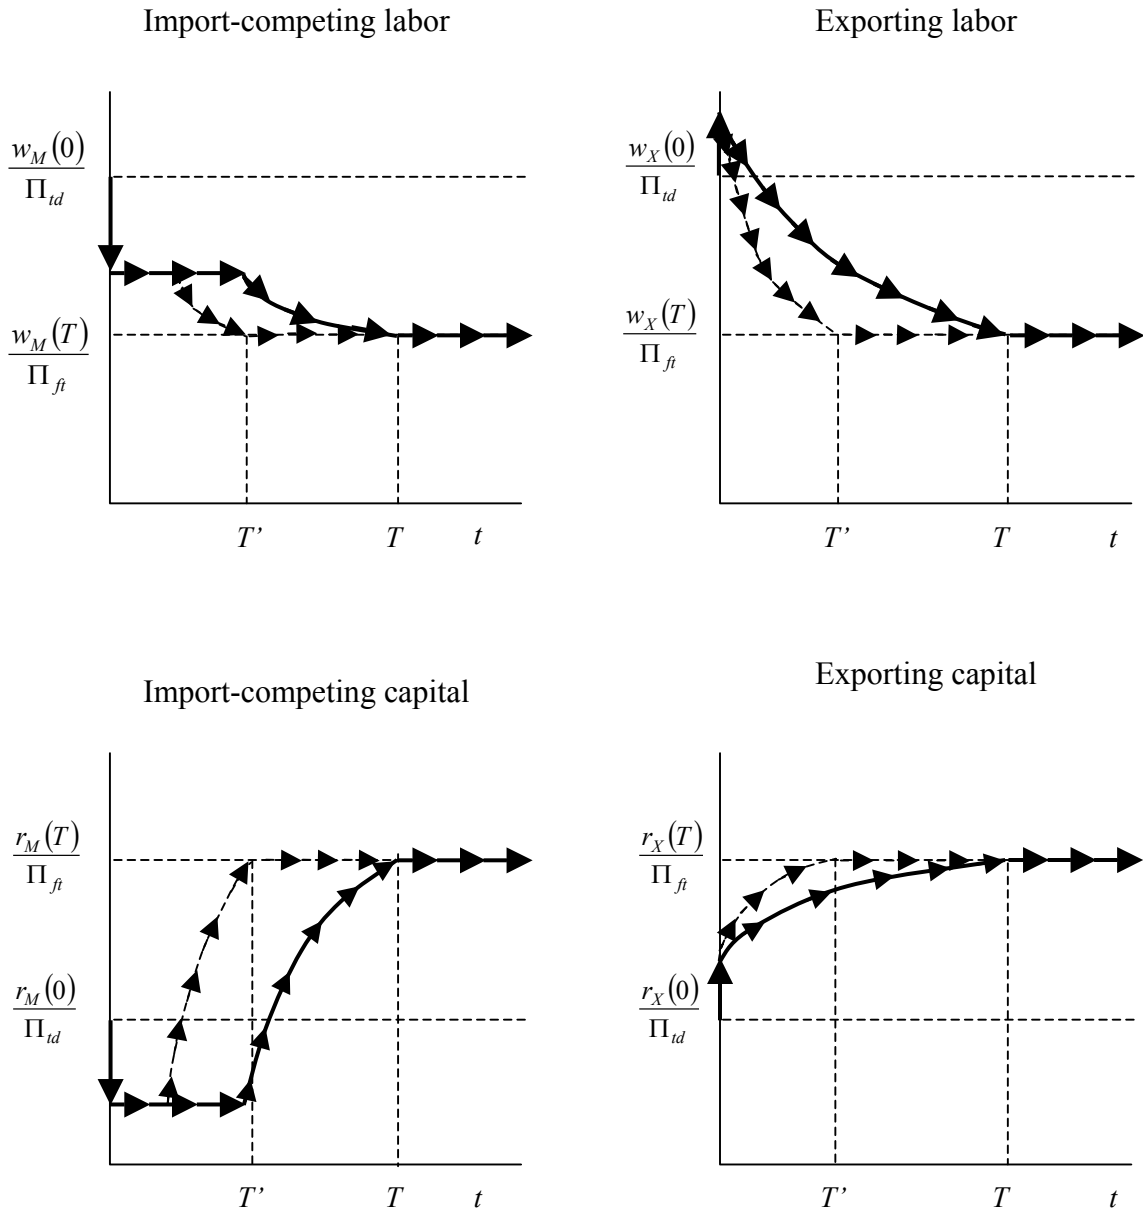 Import-competing labor
w_M(0)
Π_td
w_M(T)
Π_ft
T’ T t
Exporting labor
w_X(0)
Π_td
w_X(T)
Π_ft
T’ T t
Import-competing capital
r_M(T)
Π_ft
r_M(0)
Π_td
T’ T t
Exporting capital
r_X(T)
Π_ft
r_X(0)
Π_td
T’ T t